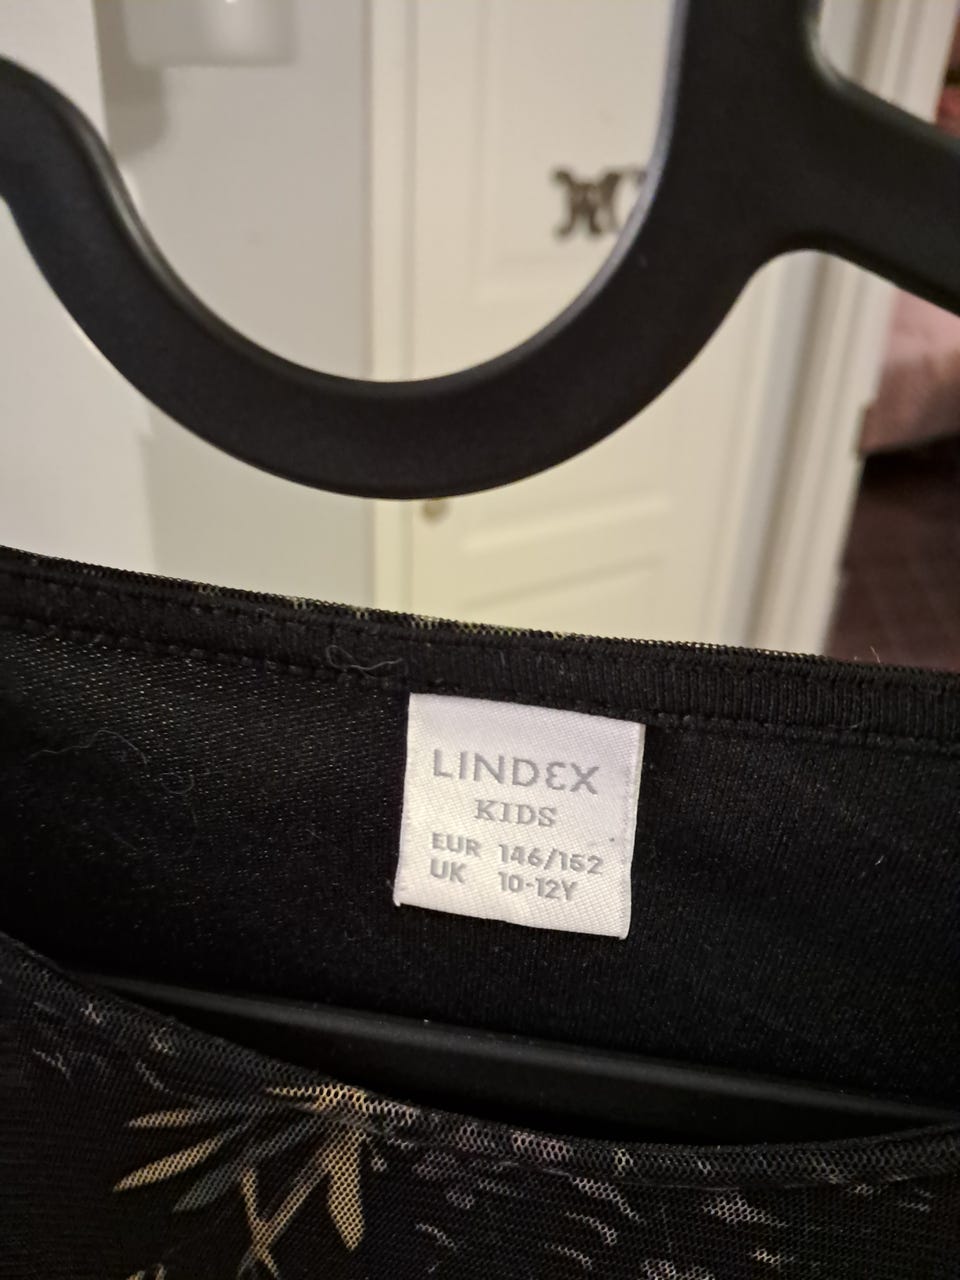 LINDEX
KIDS
EUR 146/152
UK 10-12Y